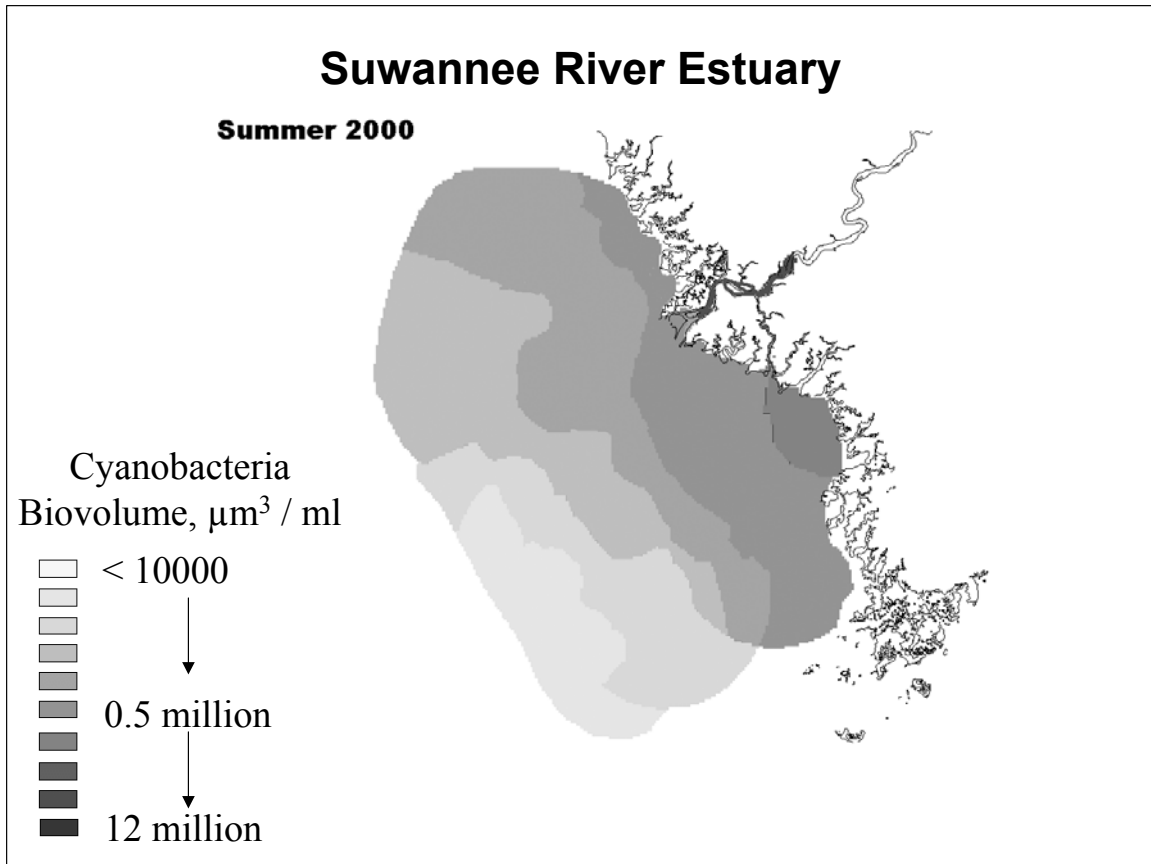 Suwannee River Estuary
Summer 2000
Cyanobacteria
Biovolume, µm³ / ml
< 10000
0.5 million
12 million